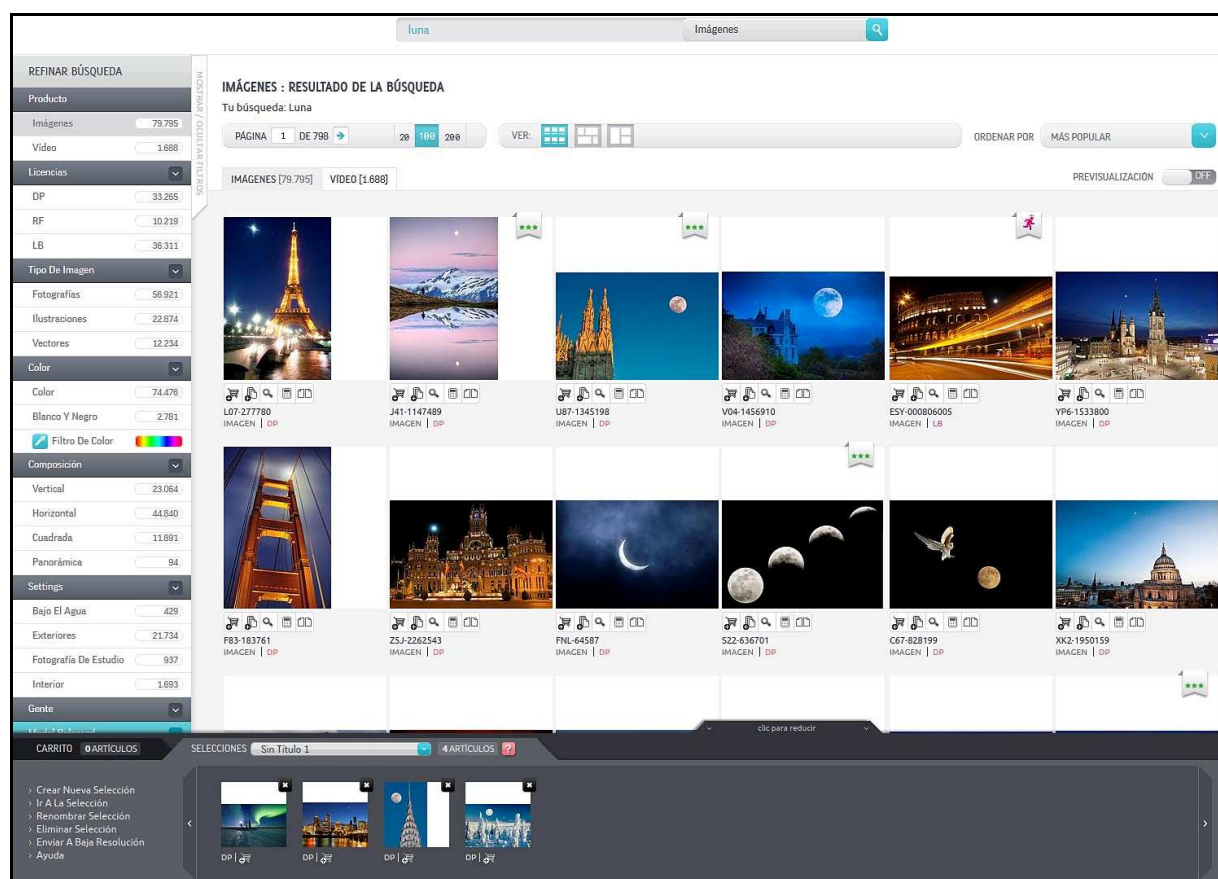 luna
Imágenes
REFINAR BÚSQUEDA
Producto
Imágenes 79.795
Vídeo 1.688
Licencias
DP 33.265
RF 10.219
LB 36.311
Tipo De Imagen
Fotografías 56.921
Ilustraciones 22.874
Vectores 12.234
Color
Color 74.476
Blanco Y Negro 2.781
Filtro De Color
Composición
Vertical 23.064
Horizontal 44.840
Cuadrada 11.891
Panorámica 94
Settings
Bajo El Agua 429
Exteriores 21.734
Fotografía De Estudio 937
Interior 1.693
Gente
MOSTRAR / OCULTAR FILTROS
IMÁGENES : RESULTADO DE LA BÚSQUEDA
Tu búsqueda: Luna
PÁGINA 1 DE 798 20 100 200 VER: ORDENAR POR MÁS POPULAR
IMÁGENES [79.795] VÍDEO [1.688] PREVISUALIZACIÓN OFF
L07-277780 J41-1147489 U87-1345198 V04-1456910 ESY-000806005 YP6-1533800
IMAGEN | DP IMAGEN | DP IMAGEN | DP IMAGEN | DP IMAGEN | LB IMAGEN | DP
F83-183761 ZSJ-2262543 FNL-64587 S22-636701 C67-828199 XK2-1950159
IMAGEN | DP IMAGEN | DP IMAGEN | DP IMAGEN | DP IMAGEN | DP IMAGEN | DP
clic para reducir
CARRITO 0 ARTÍCULOS SELECCIONES Sin Título 1 4 ARTÍCULOS ?
> Crear Nueva Selección
> Ir A La Selección
> Renombrar Selección
> Eliminar Selección
> Enviar A Baja Resolución
> Ayuda
DP | DP | DP | DP |